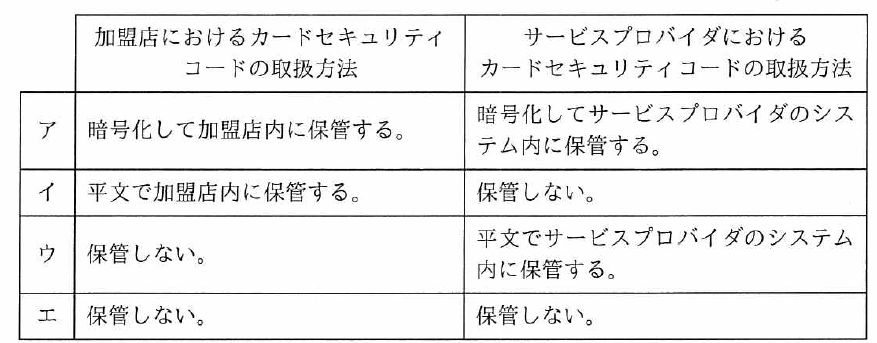 加盟店におけるカードセキュリティ
コードの取扱方法
サービスプロバイダにおける
カードセキュリティコードの取扱方法
ア
暗号化して加盟店内に保管する。
暗号化してサービスプロバイダのシス
テム内に保管する。
イ
平文で加盟店内に保管する。
保管しない。
ウ
保管しない。
平文でサービスプロバイダのシステム
内に保管する。
エ
保管しない。
保管しない。